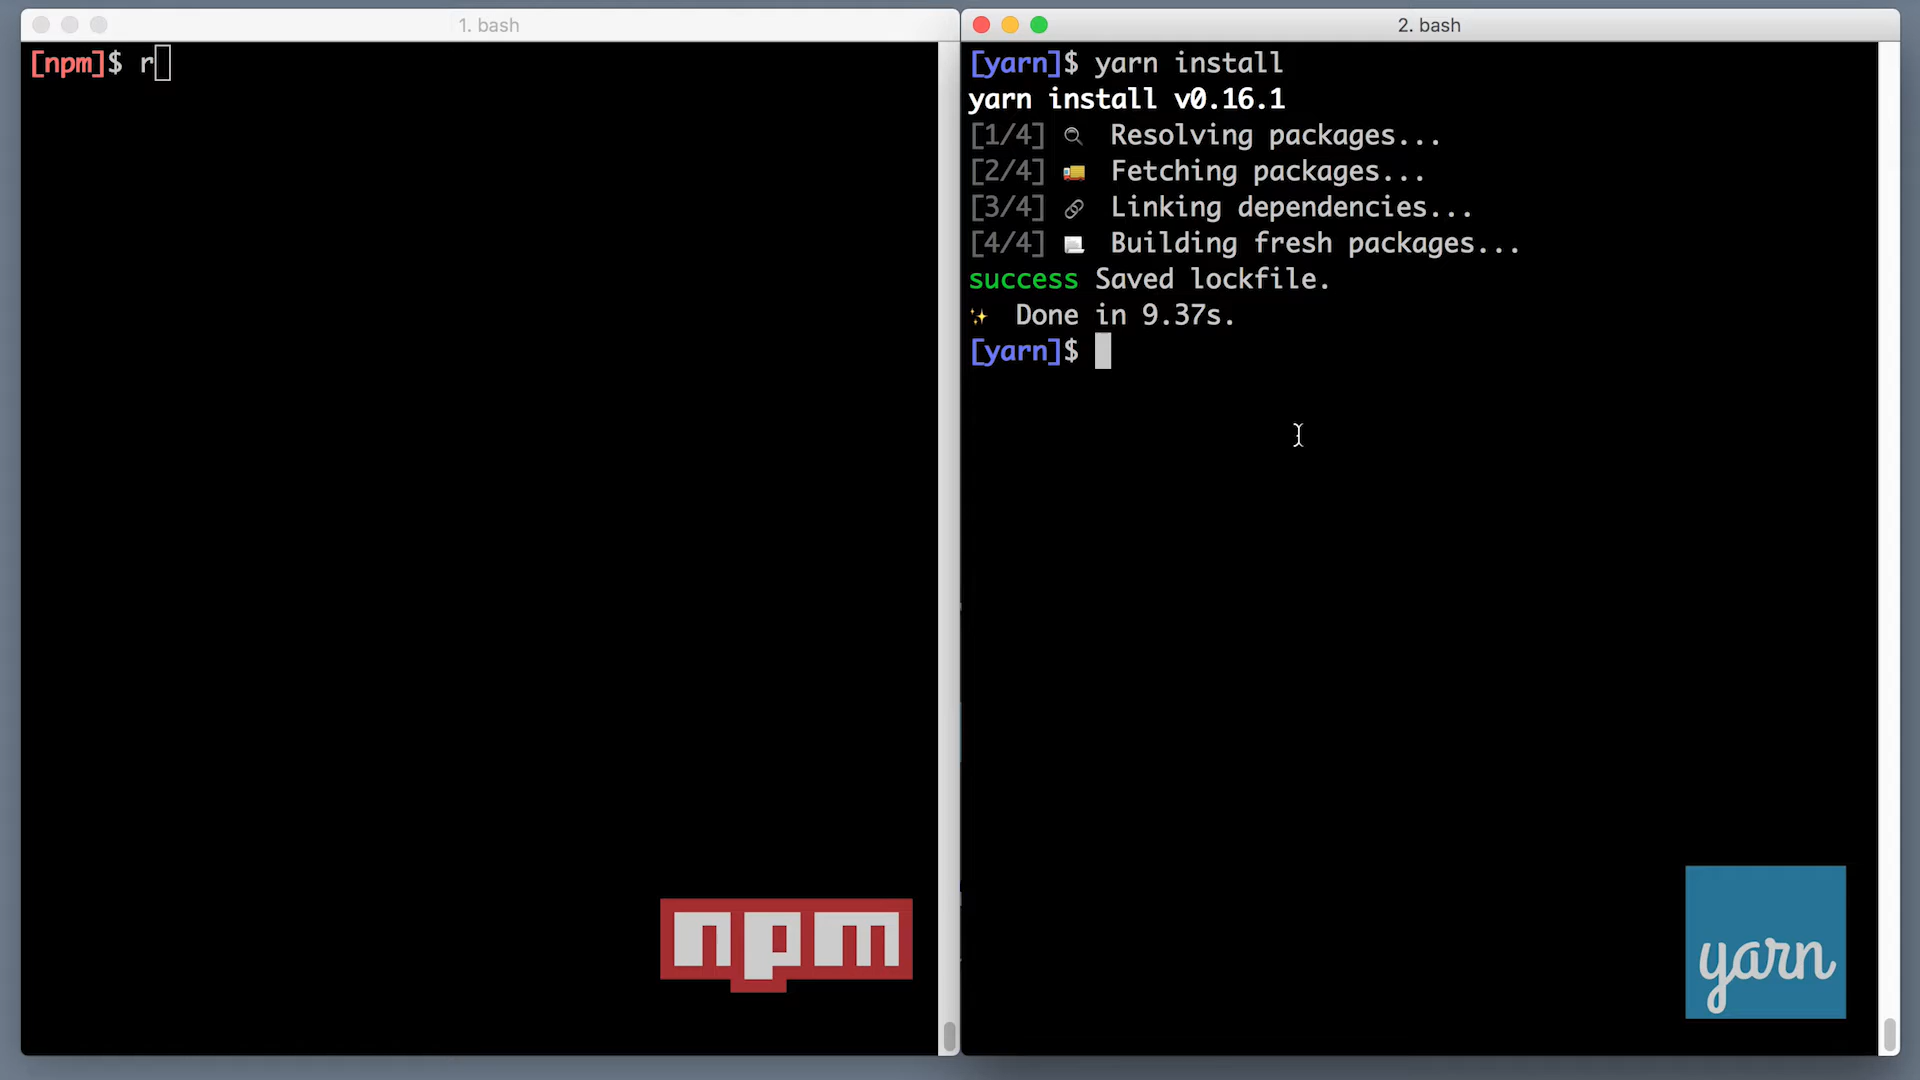 1. bash
[npm]$ r
npm
2. bash
[yarn]$ yarn install
yarn install v0.16.1
[1/4] 🔍 Resolving packages...
[2/4] 🚚 Fetching packages...
[3/4] 🔗 Linking dependencies...
[4/4] 📃 Building fresh packages...
success Saved lockfile.
✨ Done in 9.37s.
[yarn]$
yarn